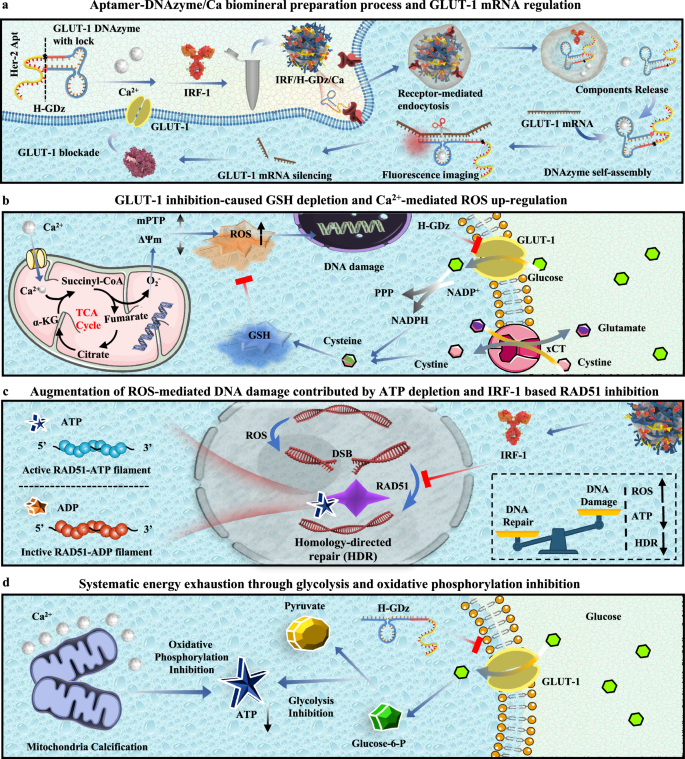 a
Aptamer-DNAzyme/Ca biomineral preparation process and GLUT-1 mRNA regulation
Her-2 Apt
GLUT-1 DNAzyme
with lock
H-GDz
Ca²⁺
IRF-1
IRF/H-GDz/Ca
Receptor-mediated
endocytosis
Components Release
GLUT-1
GLUT-1 blockade
GLUT-1 mRNA silencing
Fluorescence imaging
GLUT-1 mRNA
DNAzyme self-assembly
b
GLUT-1 inhibition-caused GSH depletion and Ca²⁺-mediated ROS up-regulation
Ca²⁺
mPTP
ΔΨm
ROS
DNA damage
H-GDz
GLUT-1
Glucose
Ca²⁺
Succinyl-CoA
O₂⁻
TCA
Cycle
Fumarate
α-KG
Citrate
GSH
PPP
NADP⁺
NADPH
Cysteine
Cystine
xCT
Glutamate
Cystine
c
Augmentation of ROS-mediated DNA damage contributed by ATP depletion and IRF-1 based RAD51 inhibition
ATP
5’
3’
Active RAD51-ATP filament
ADP
5’
3’
Inctive RAD51-ADP filament
ROS
DSB
RAD51
Homology-directed
repair (HDR)
IRF-1
DNA
Repair
DNA
Damage
ROS
ATP
HDR
d
Systematic energy exhaustion through glycolysis and oxidative phosphorylation inhibition
Ca²⁺
Mitochondria Calcification
Oxidative
Phosphorylation
Inhibition
ATP
Pyruvate
Glycolysis
Inhibition
Glucose-6-P
H-GDz
GLUT-1
Glucose